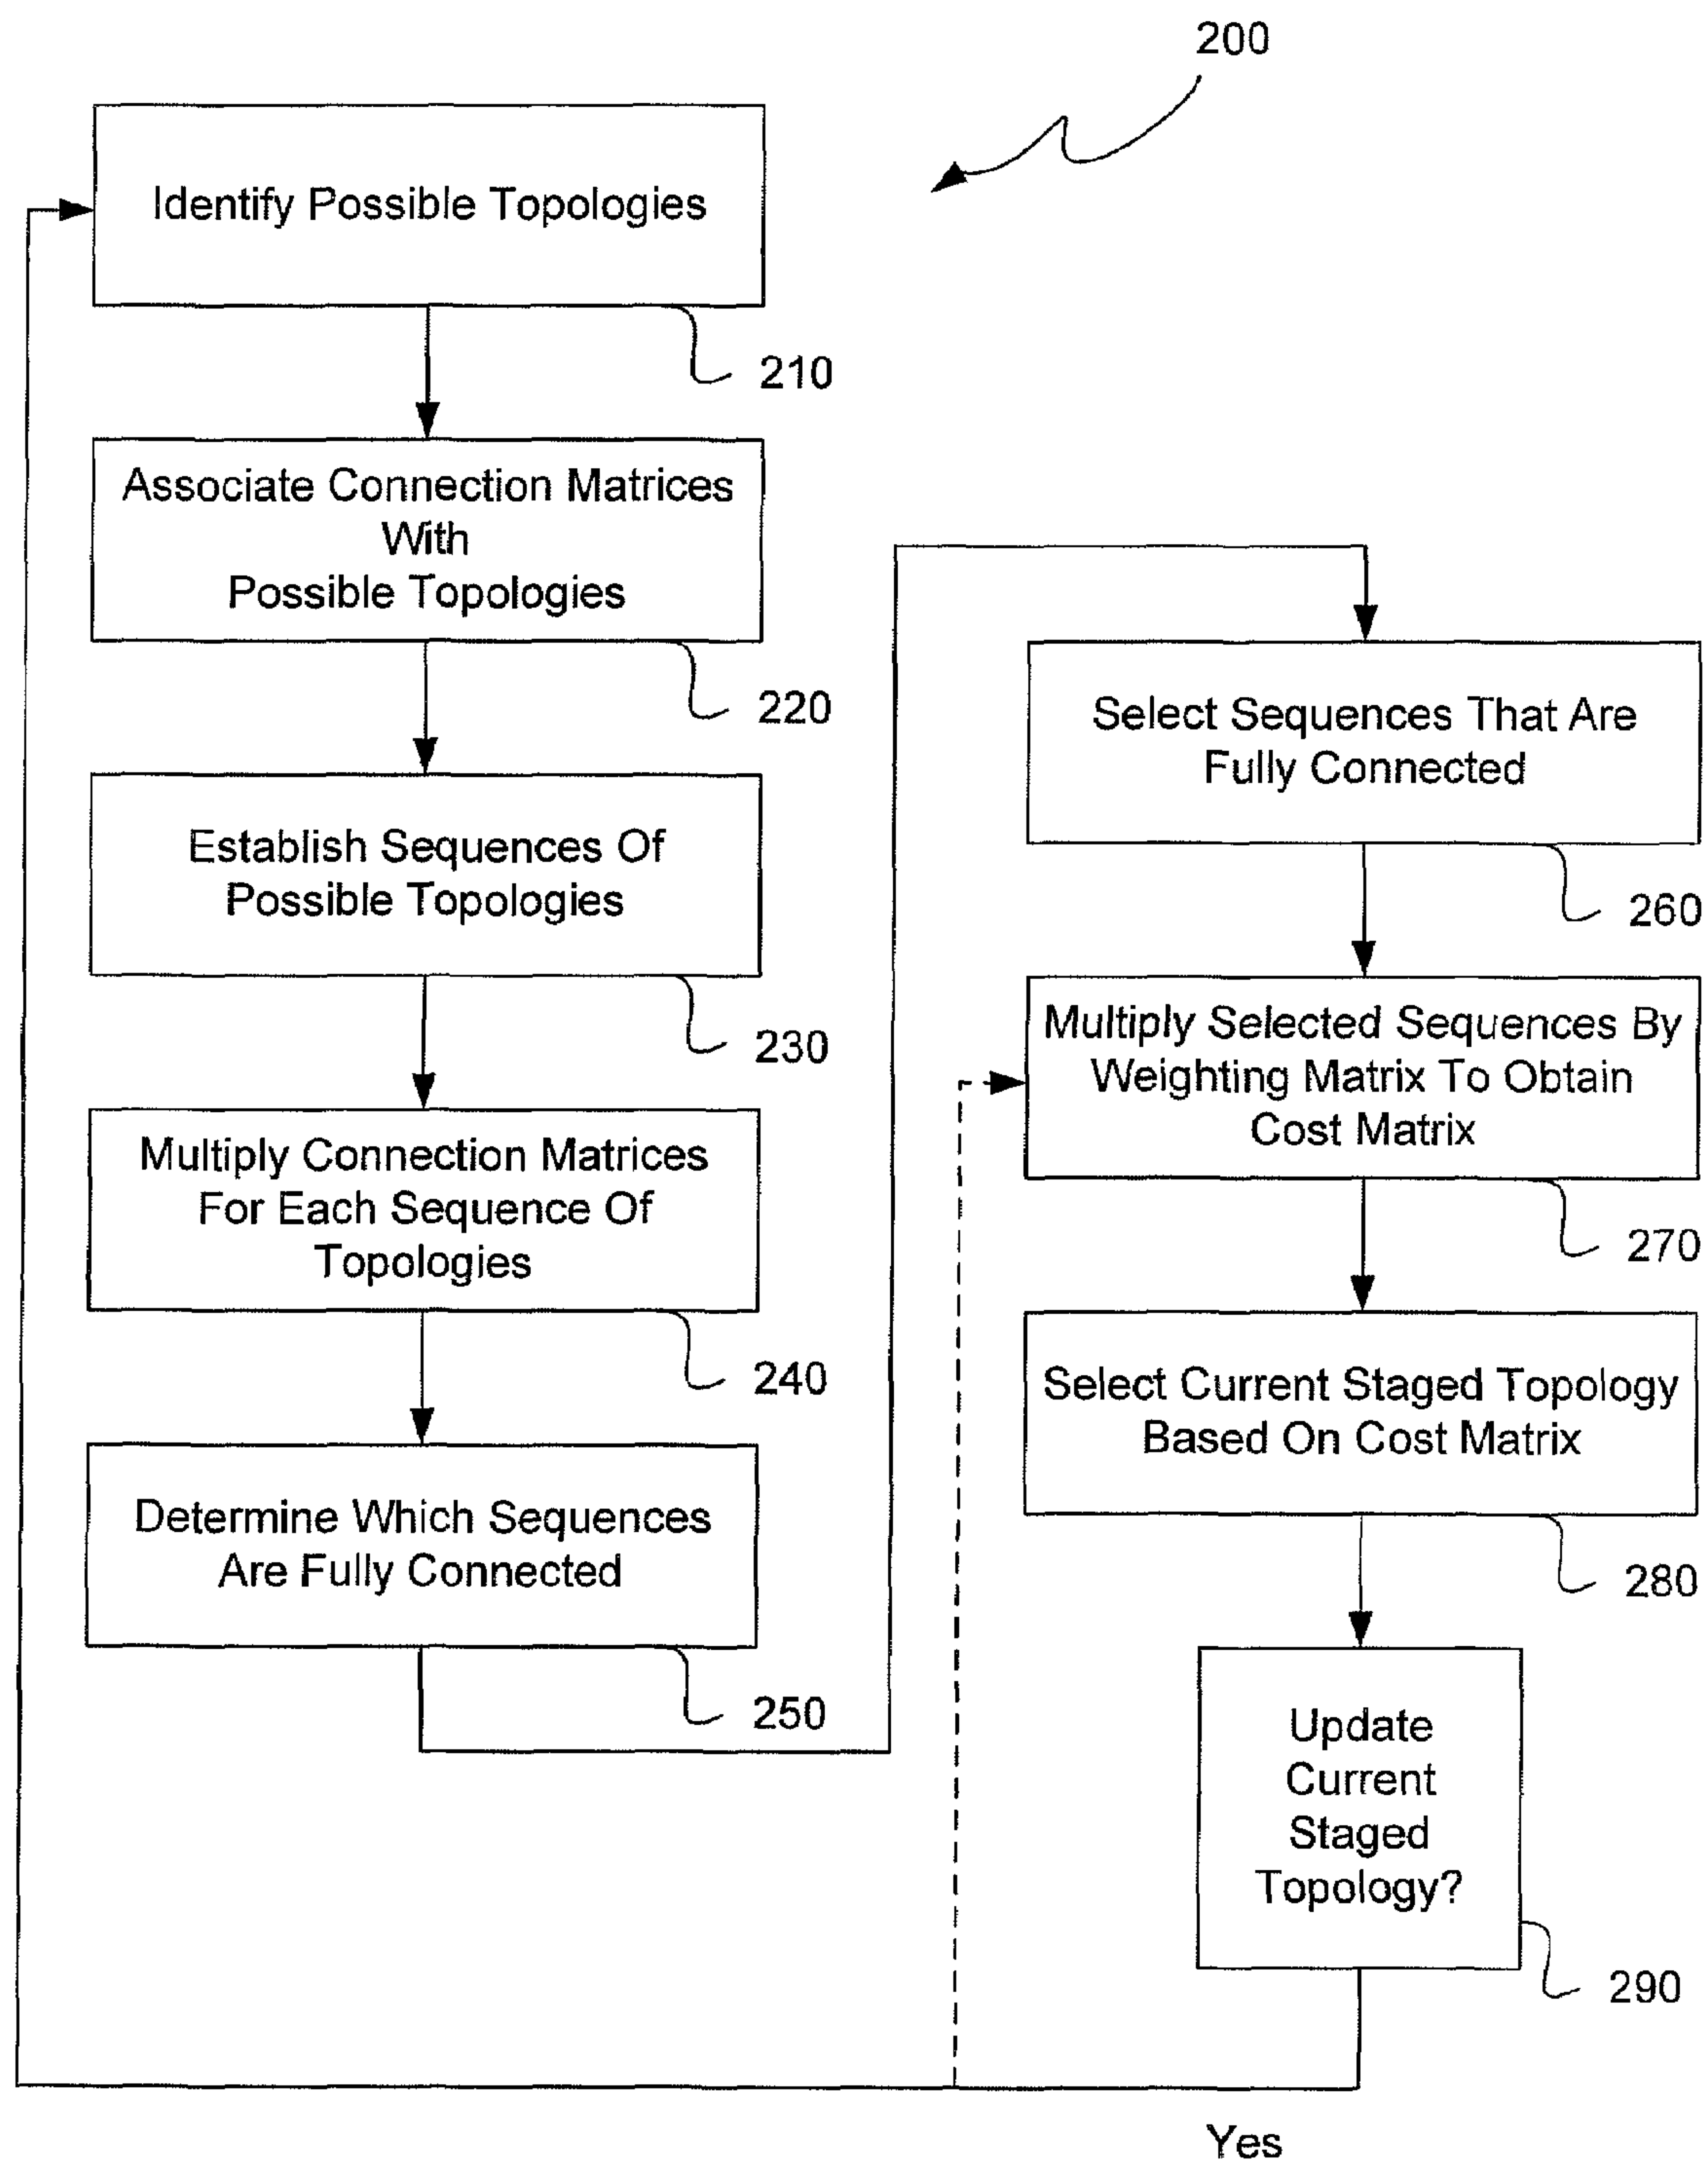 200
Identify Possible Topologies
210
Associate Connection Matrices
With
Possible Topologies
220
Establish Sequences Of
Possible Topologies
230
Multiply Connection Matrices
For Each Sequence Of
Topologies
240
Determine Which Sequences
Are Fully Connected
250
Select Sequences That Are
Fully Connected
260
Multiply Selected Sequences By
Weighting Matrix To Obtain
Cost Matrix
270
Select Current Staged Topology
Based On Cost Matrix
280
Update
Current
Staged
Topology?
290
Yes